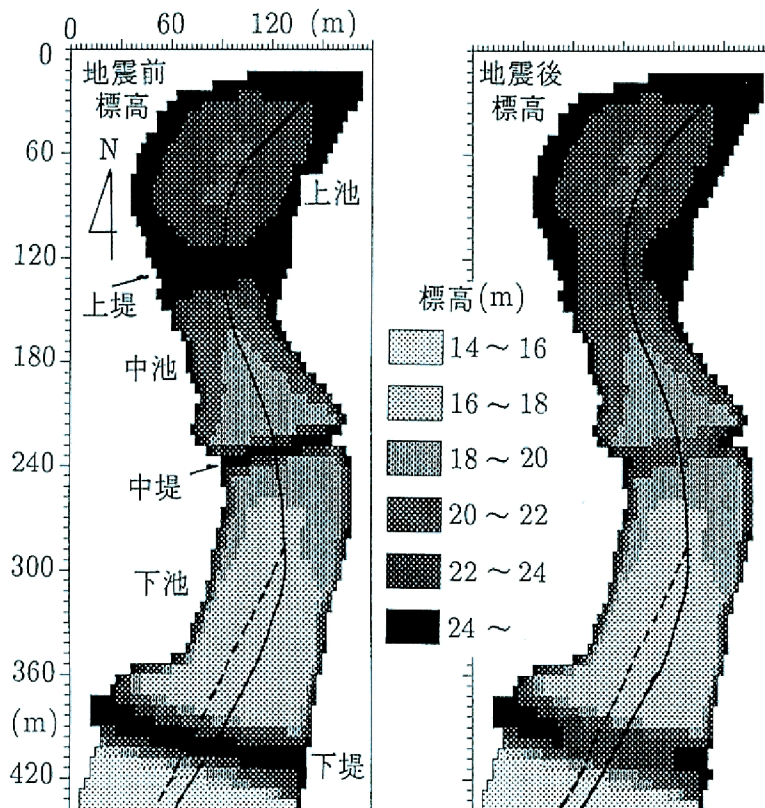 0 60 120 (m)
0
60
120
180
240
300
360
(m)
420
地震前
標高
N
上池
上堤
中池
中堤
下池
下堤
地震後
標高
標高(m)
14～16
16～18
18～20
20～22
22～24
24～